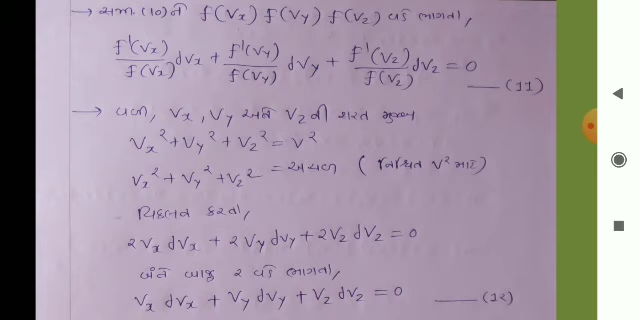 → સમી. (10) ને f(Vx) f(Vy) f(Vz) વડે ભાગતા,
f'(Vx)/f(Vx) dVx + f'(Vy)/f(Vy) dVy + f'(Vz)/f(Vz) dVz = 0 —— (11)
→ વળી, Vx, Vy અને Vz ની શરત મુજબ
Vx² + Vy² + Vz² = V²
Vx² + Vy² + Vz² = અચળ (નિશ્ચિત V² માટે)
વિકલન કરતા,
2Vx dVx + 2Vy dVy + 2Vz dVz = 0
બંને બાજુ 2 વડે ભાગતા,
Vx dVx + Vy dVy + Vz dVz = 0 —— (12)